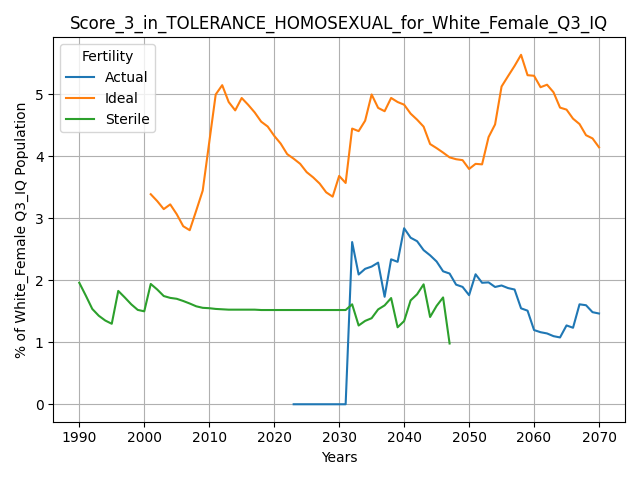 Score_3_in_TOLERANCE_HOMOSEXUAL_for_White_Female_Q3_IQ
Fertility
Actual
Ideal
Sterile
% of White_Female Q3_IQ Population
5
4
3
2
1
0
1990 2000 2010 2020 2030 2040 2050 2060 2070
Years